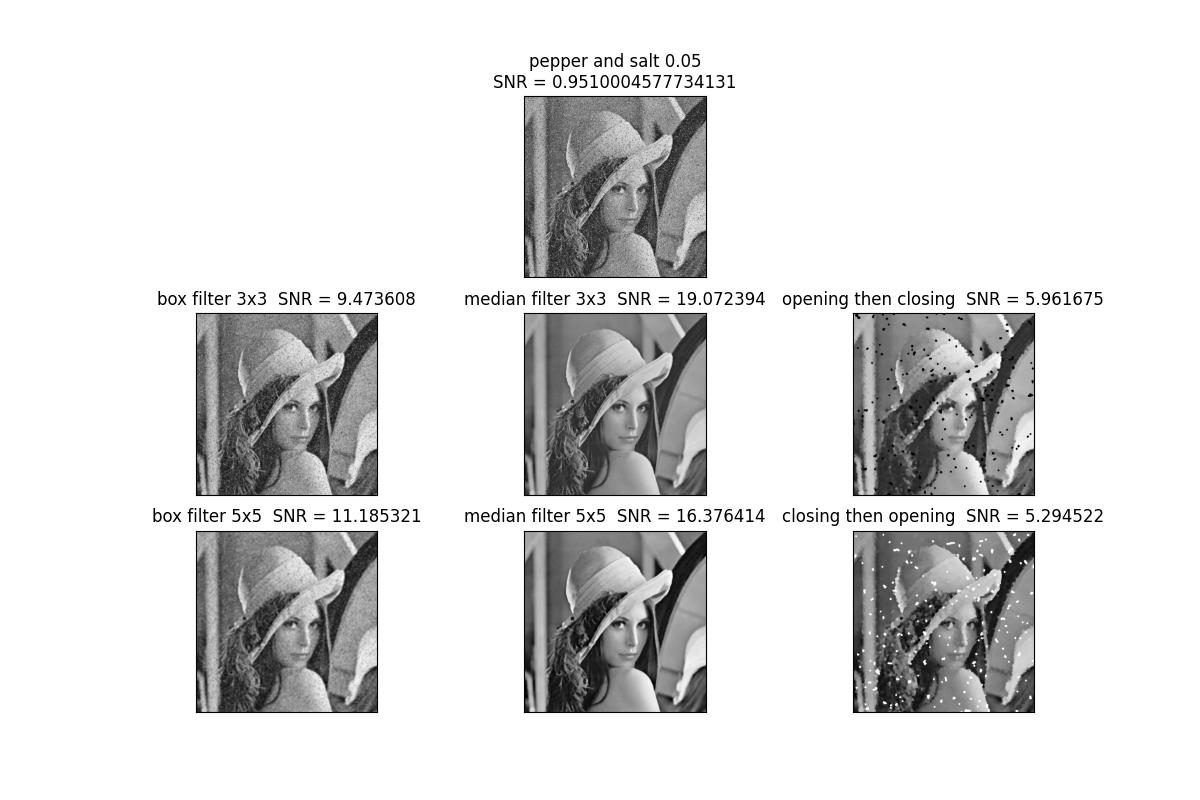 pepper and salt 0.05
SNR = 0.9510004577734131
box filter 3x3  SNR = 9.473608
median filter 3x3  SNR = 19.072394
opening then closing  SNR = 5.961675
box filter 5x5  SNR = 11.185321
median filter 5x5  SNR = 16.376414
closing then opening  SNR = 5.294522